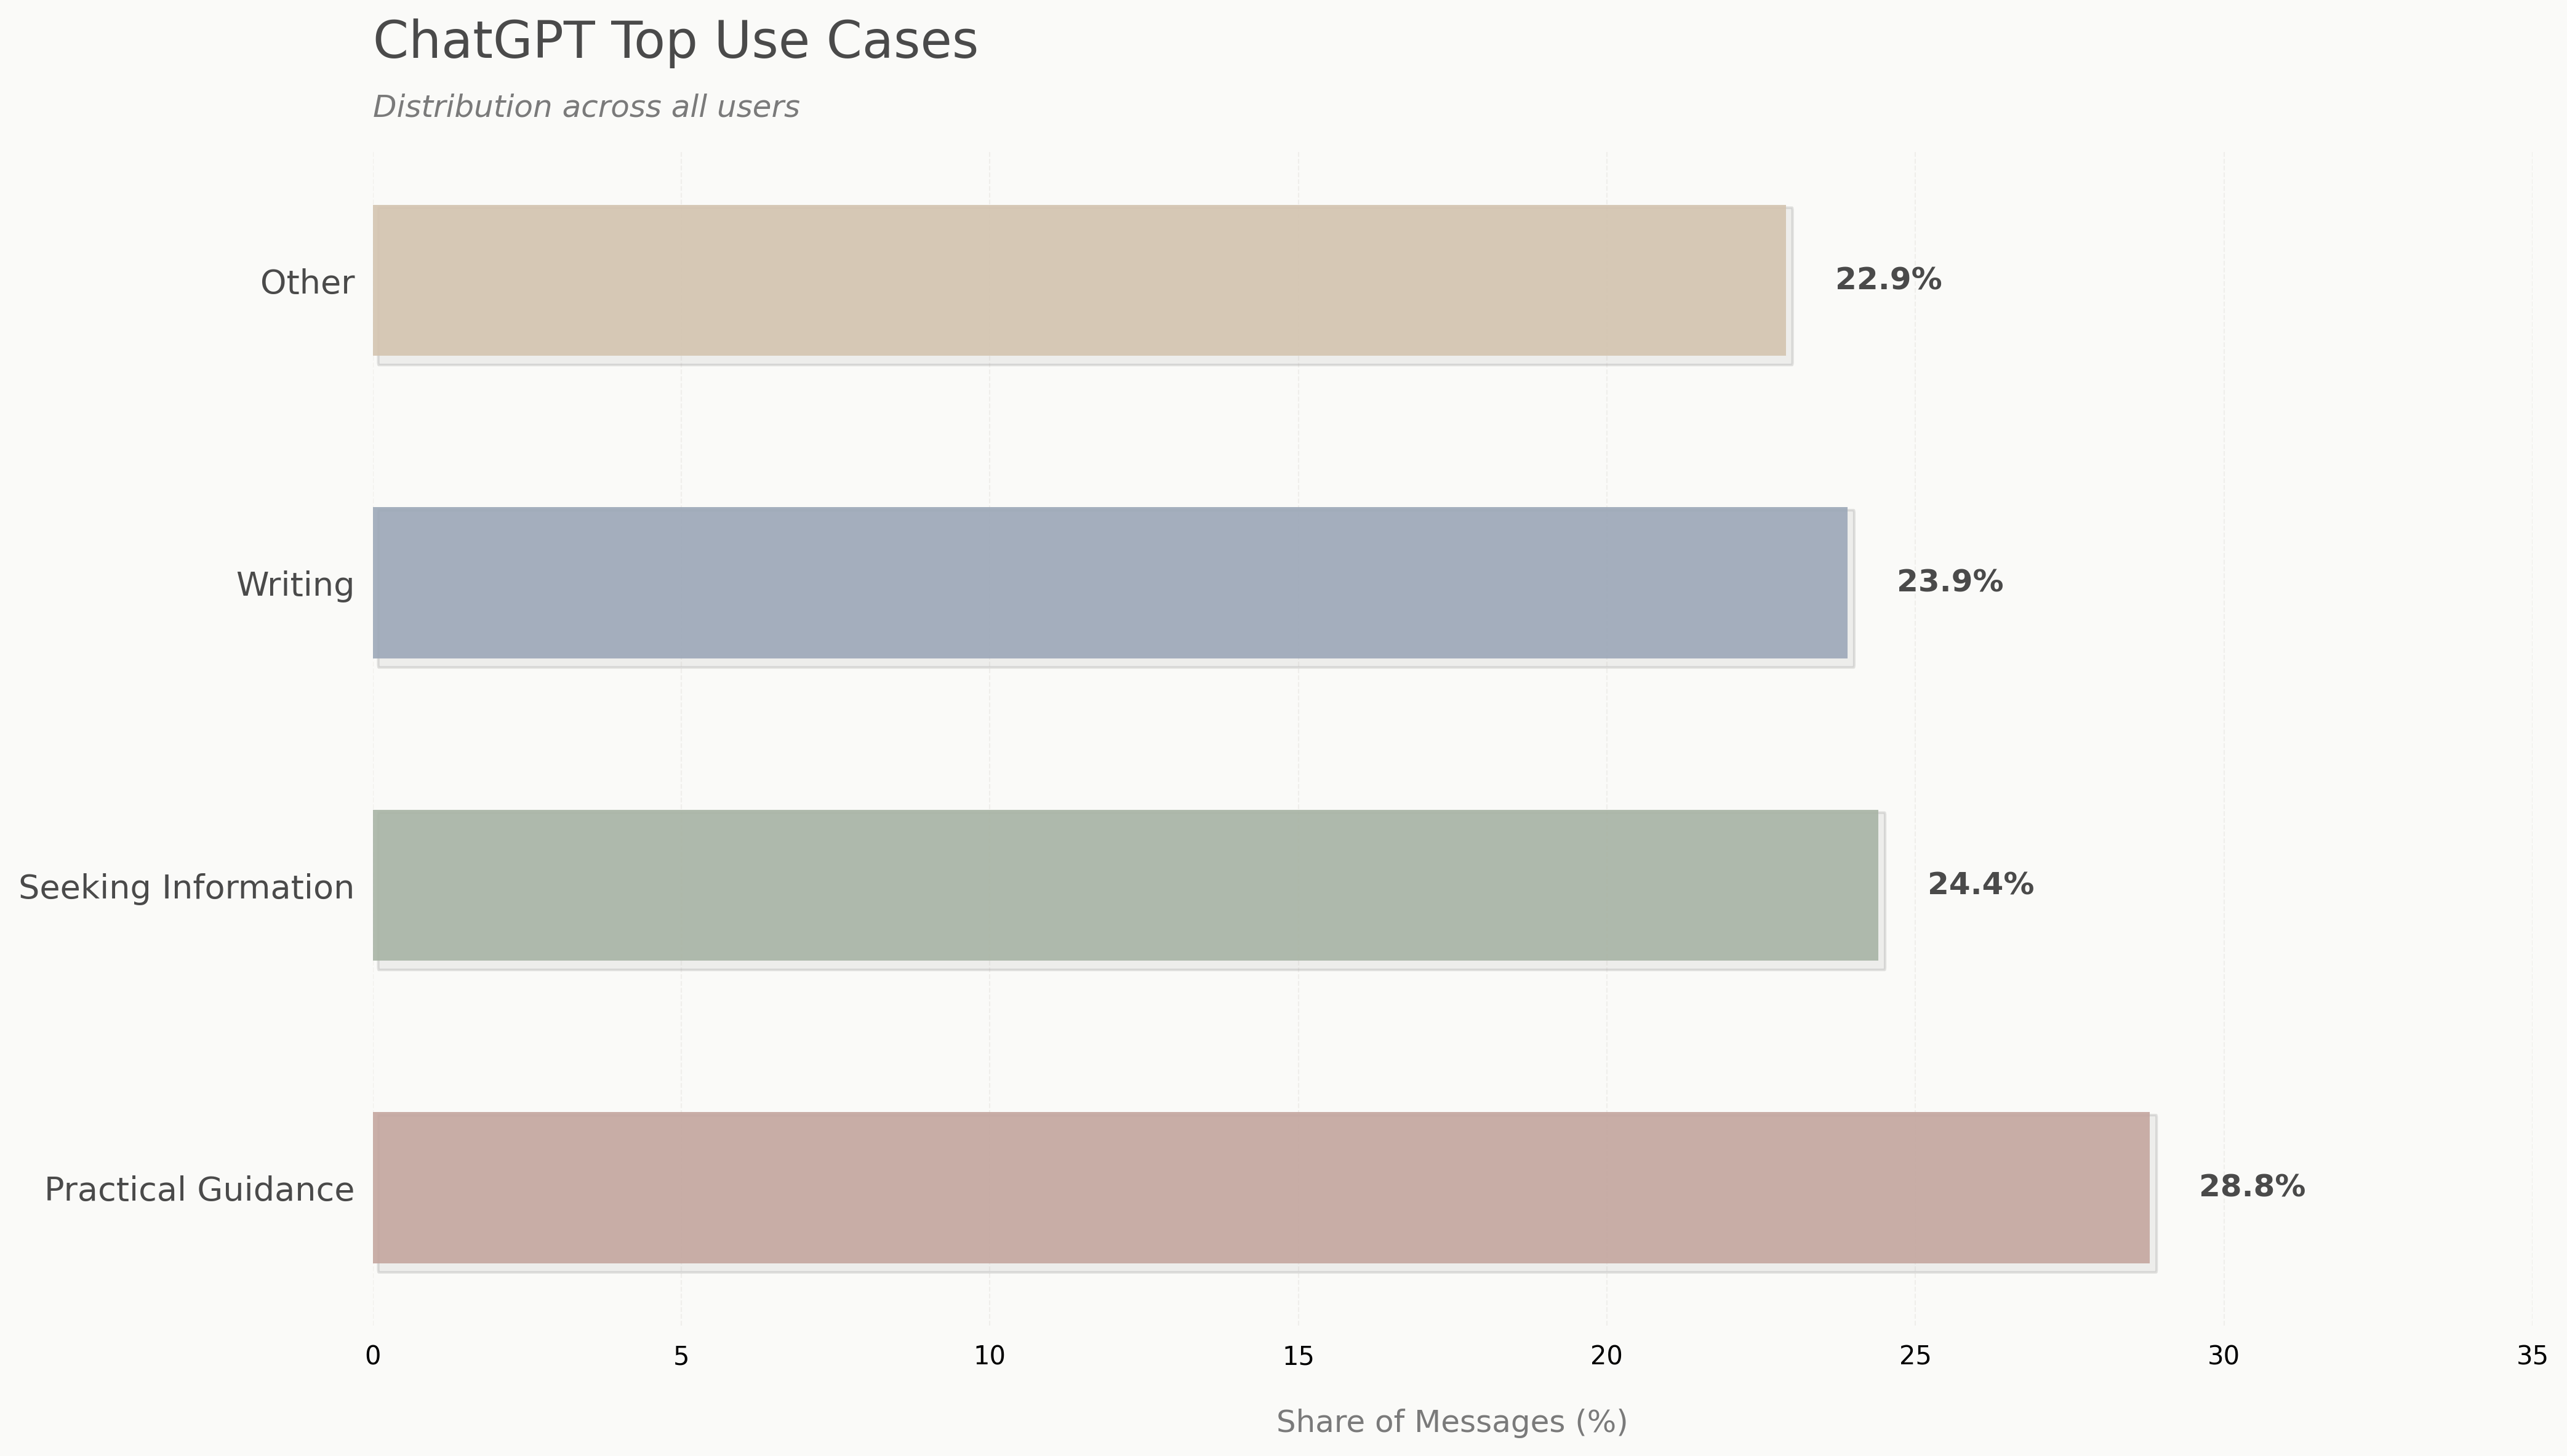 ChatGPT Top Use Cases
Distribution across all users
Other
22.9%
Writing
23.9%
Seeking Information
24.4%
Practical Guidance
28.8%
0 5 10 15 20 25 30 35
Share of Messages (%)